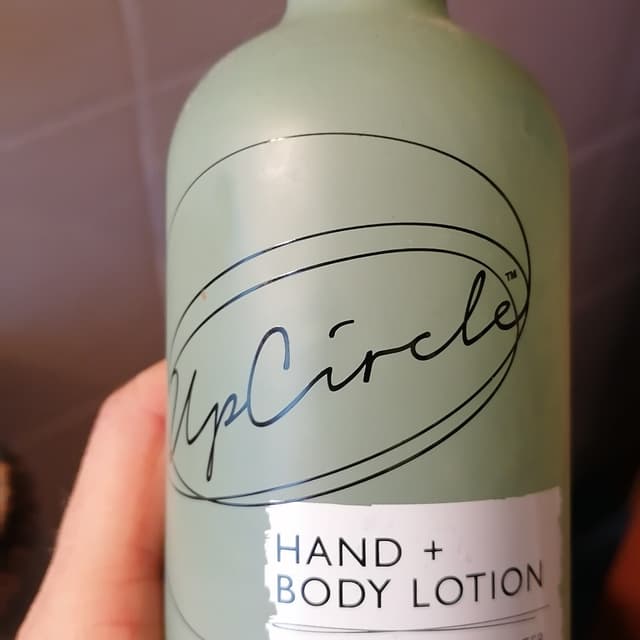 UpCircle™
HAND +
BODY LOTION